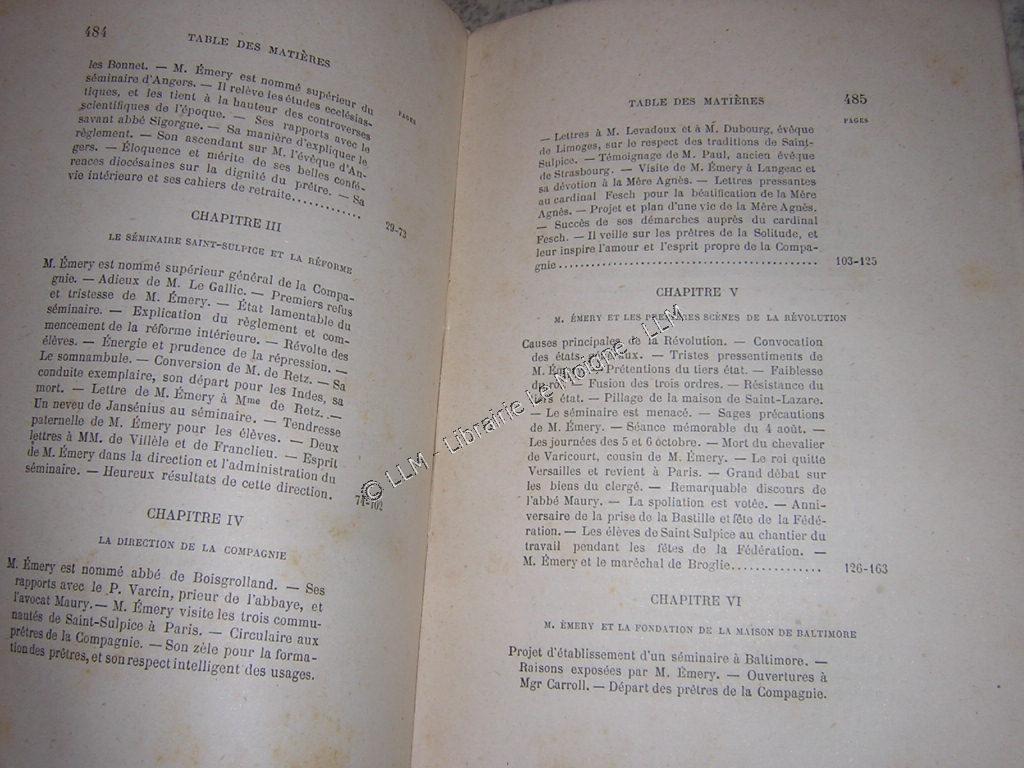 484
TABLE DES MATIÈRES
PAGES
les Bonnet. — M. Émery est nommé supérieur du
séminaire d'Angers. — Il relève les études ecclésias-
tiques, et les tient à la hauteur des controverses
scientifiques de l'époque. — Ses rapports avec le
savant abbé Sigorgne. — Sa manière d'expliquer le
règlement. — Son ascendant sur M. l'évêque d'An-
gers. — Éloquence et mérite de ses belles confé-
rences diocésaines sur la dignité du prêtre. — Sa
vie intérieure et ses cahiers de retraite............. 29-73
CHAPITRE III
LE SÉMINAIRE SAINT-SULPICE ET LA RÉFORME
M. Émery est nommé supérieur général de la Compa-
gnie. — Adieux de M. Le Gallic. — Premiers refus
et tristesse de M. Émery. — État lamentable du
séminaire. — Explication du règlement et com-
mencement de la réforme intérieure. — Révolte des
élèves. — Énergie et prudence de la répression. —
Le somnambule. — Conversion de M. de Retz. — Sa
conduite exemplaire, son départ pour les Indes, sa
mort. — Lettre de M. Émery à Mme de Retz. —
Un neveu de Jansénius au séminaire. — Tendresse
paternelle de M. Émery pour les élèves. — Deux
lettres à MM. de Villèle et de Franclieu. — Esprit
de M. Émery dans la direction et l'administration du
séminaire. — Heureux résultats de cette direction. 74-102
CHAPITRE IV
LA DIRECTION DE LA COMPAGNIE
M. Émery est nommé abbé de Boisgrolland. — Ses
rapports avec le P. Varcin, prieur de l'abbaye, et
l'avocat Maury. — M. Émery visite les trois commu-
nautés de Saint-Sulpice à Paris. — Circulaire aux
prêtres de la Compagnie. — Son zèle pour la forma-
tion des prêtres, et son respect intelligent des usages.
TABLE DES MATIÈRES
485
PAGES
— Lettres à M. Levadoux et à M. Dubourg, évêque
de Limoges, sur le respect des traditions de Saint-
Sulpice. — Témoignage de M. Paul, ancien évêque
de Strasbourg. — Visite de M. Émery à Langeac et
sa dévotion à la Mère Agnès. — Lettres pressantes
au cardinal Fesch pour la béatification de la Mère
Agnès. — Projet et plan d'une vie de la Mère Agnès.
— Succès de ses démarches auprès du cardinal
Fesch. — Il veille sur les prêtres de la Solitude, et
leur inspire l'amour et l'esprit propre de la Compa-
gnie...................................... 103-125
CHAPITRE V
M. ÉMERY ET LES PREMIÈRES SCÈNES DE LA RÉVOLUTION
Causes principales de la Révolution. — Convocation
des états généraux. — Tristes pressentiments de
M. Émery. — Prétentions du tiers état. — Faiblesse
du roi. — Fusion des trois ordres. — Résistance du
tiers état. — Pillage de la maison de Saint-Lazare.
— Le séminaire est menacé. — Sages précautions
de M. Émery. — Séance mémorable du 4 août. —
Les journées des 5 et 6 octobre. — Mort du chevalier
de Varicourt, cousin de M. Émery. — Le roi quitte
Versailles et revient à Paris. — Grand débat sur
les biens du clergé. — Remarquable discours de
l'abbé Maury. — La spoliation est votée. — Anni-
versaire de la prise de la Bastille et fête de la Fédé-
ration. — Les élèves de Saint-Sulpice au chantier du
travail pendant les fêtes de la Fédération. —
M. Émery et le maréchal de Broglie............... 126-163
CHAPITRE VI
M. ÉMERY ET LA FONDATION DE LA MAISON DE BALTIMORE
Projet d'établissement d'un séminaire à Baltimore. —
Raisons exposées par M. Émery. — Ouvertures à
Mgr Carroll. — Départ des prêtres de la Compagnie.
© LLM - Librairie Le Moigne - LLM